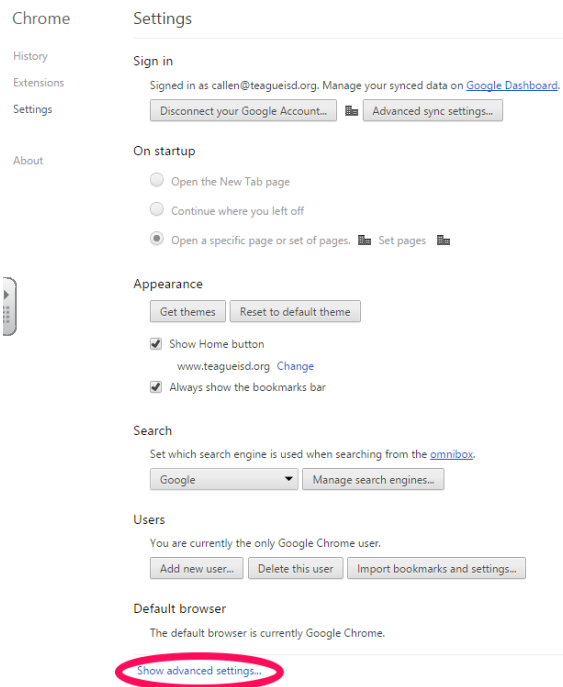 Chrome
Settings
History
Extensions
Settings
About
Sign in
Signed in as callen@teagueisd.org. Manage your synced data on Google Dashboard.
Disconnect your Google Account... Advanced sync settings...
On startup
Open the New Tab page
Continue where you left off
Open a specific page or set of pages. Set pages
Appearance
Get themes Reset to default theme
Show Home button
www.teagueisd.org Change
Always show the bookmarks bar
Search
Set which search engine is used when searching from the omnibox.
Google Manage search engines...
Users
You are currently the only Google Chrome user.
Add new user... Delete this user Import bookmarks and settings...
Default browser
The default browser is currently Google Chrome.
Show advanced settings...